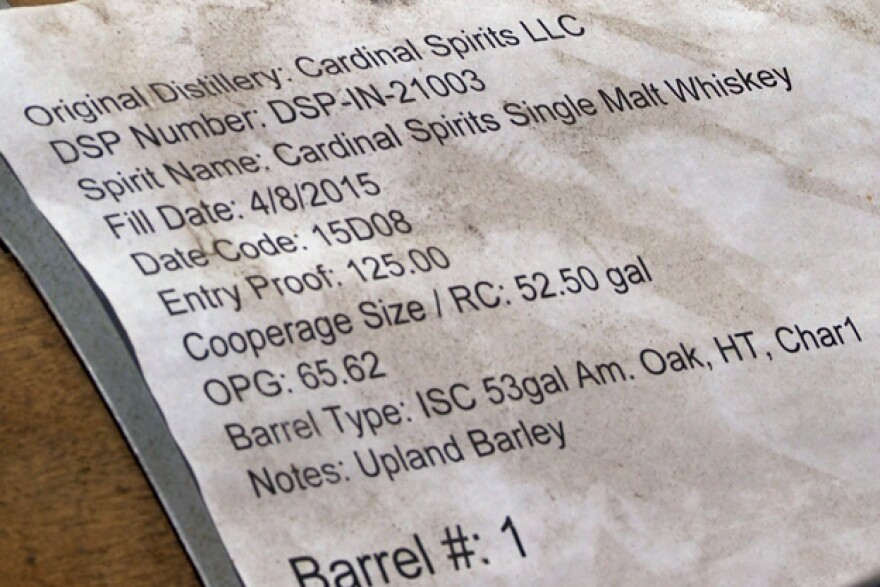 Original Distillery: Cardinal Spirits LLC
DSP Number: DSP-IN-21003
Spirit Name: Cardinal Spirits Single Malt Whiskey
Fill Date: 4/8/2015
Date Code: 15D08
Entry Proof: 125.00
Cooperage Size / RC: 52.50 gal
OPG: 65.62
Barrel Type: ISC 53gal Am. Oak, HT, Char1
Notes: Upland Barley
Barrel #: 1